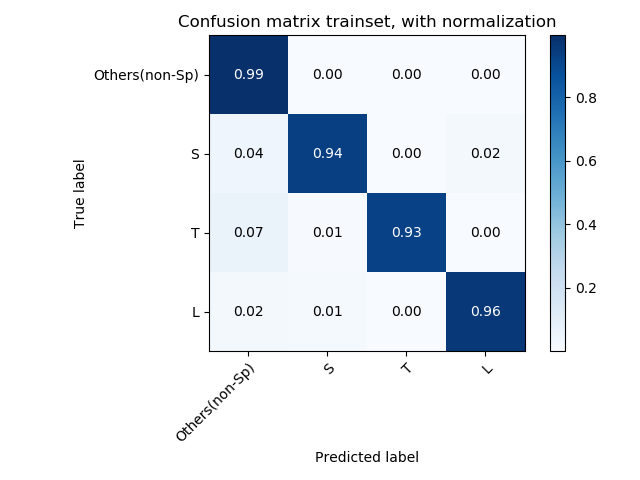 Confusion matrix trainset, with normalization
Others(non-Sp) 0.99 0.00 0.00 0.00
S 0.04 0.94 0.00 0.02
T 0.07 0.01 0.93 0.00
L 0.02 0.01 0.00 0.96
Others(non-Sp) S T L
True label
Predicted label
0.8
0.6
0.4
0.2